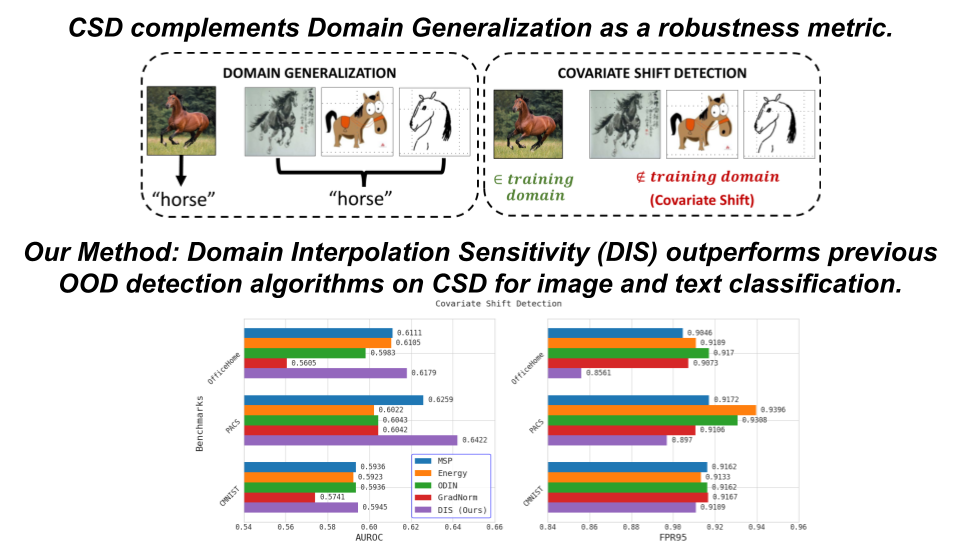 CSD complements Domain Generalization as a robustness metric.
DOMAIN GENERALIZATION
"horse"
"horse"
COVARIATE SHIFT DETECTION
∈ training
domain
∉ training domain
(Covariate Shift)
Our Method: Domain Interpolation Sensitivity (DIS) outperforms previous
OOD detection algorithms on CSD for image and text classification.
Covariate Shift Detection
Benchmarks
OfficeHome
0.6111
0.6105
0.5983
0.5605
0.6179
PACS
0.6259
0.6022
0.6043
0.6042
0.6422
CMNIST
0.5936
0.5923
0.5936
0.5741
0.5945
MSP
Energy
ODIN
GradNorm
DIS (Ours)
0.54 0.56 0.58 0.60 0.62 0.64 0.66
AUROC
OfficeHome
0.9046
0.9109
0.917
0.9073
0.8561
PACS
0.9172
0.9396
0.9308
0.9106
0.897
CMNIST
0.9162
0.9133
0.9162
0.9167
0.9109
0.84 0.86 0.88 0.90 0.92 0.94 0.96
FPR95